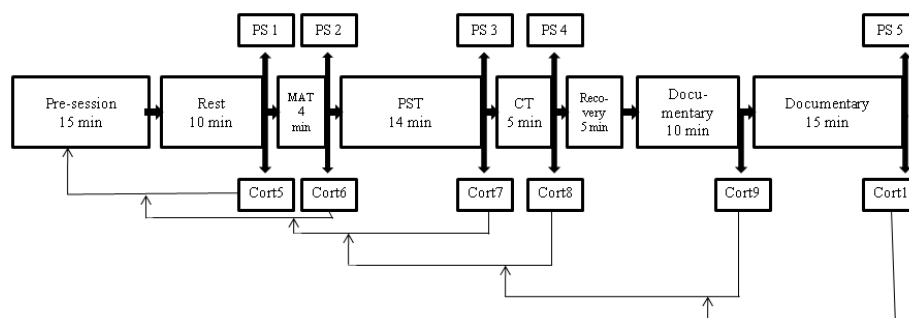 PS 1
PS 2
PS 3
PS 4
PS 5
Pre-session
15 min
Rest
10 min
MAT
4
min
PST
14 min
CT
5 min
Reco-
very
5 min
Docu-
mentary
10 min
Documentary
15 min
Cort5
Cort6
Cort7
Cort8
Cort9
Cort1